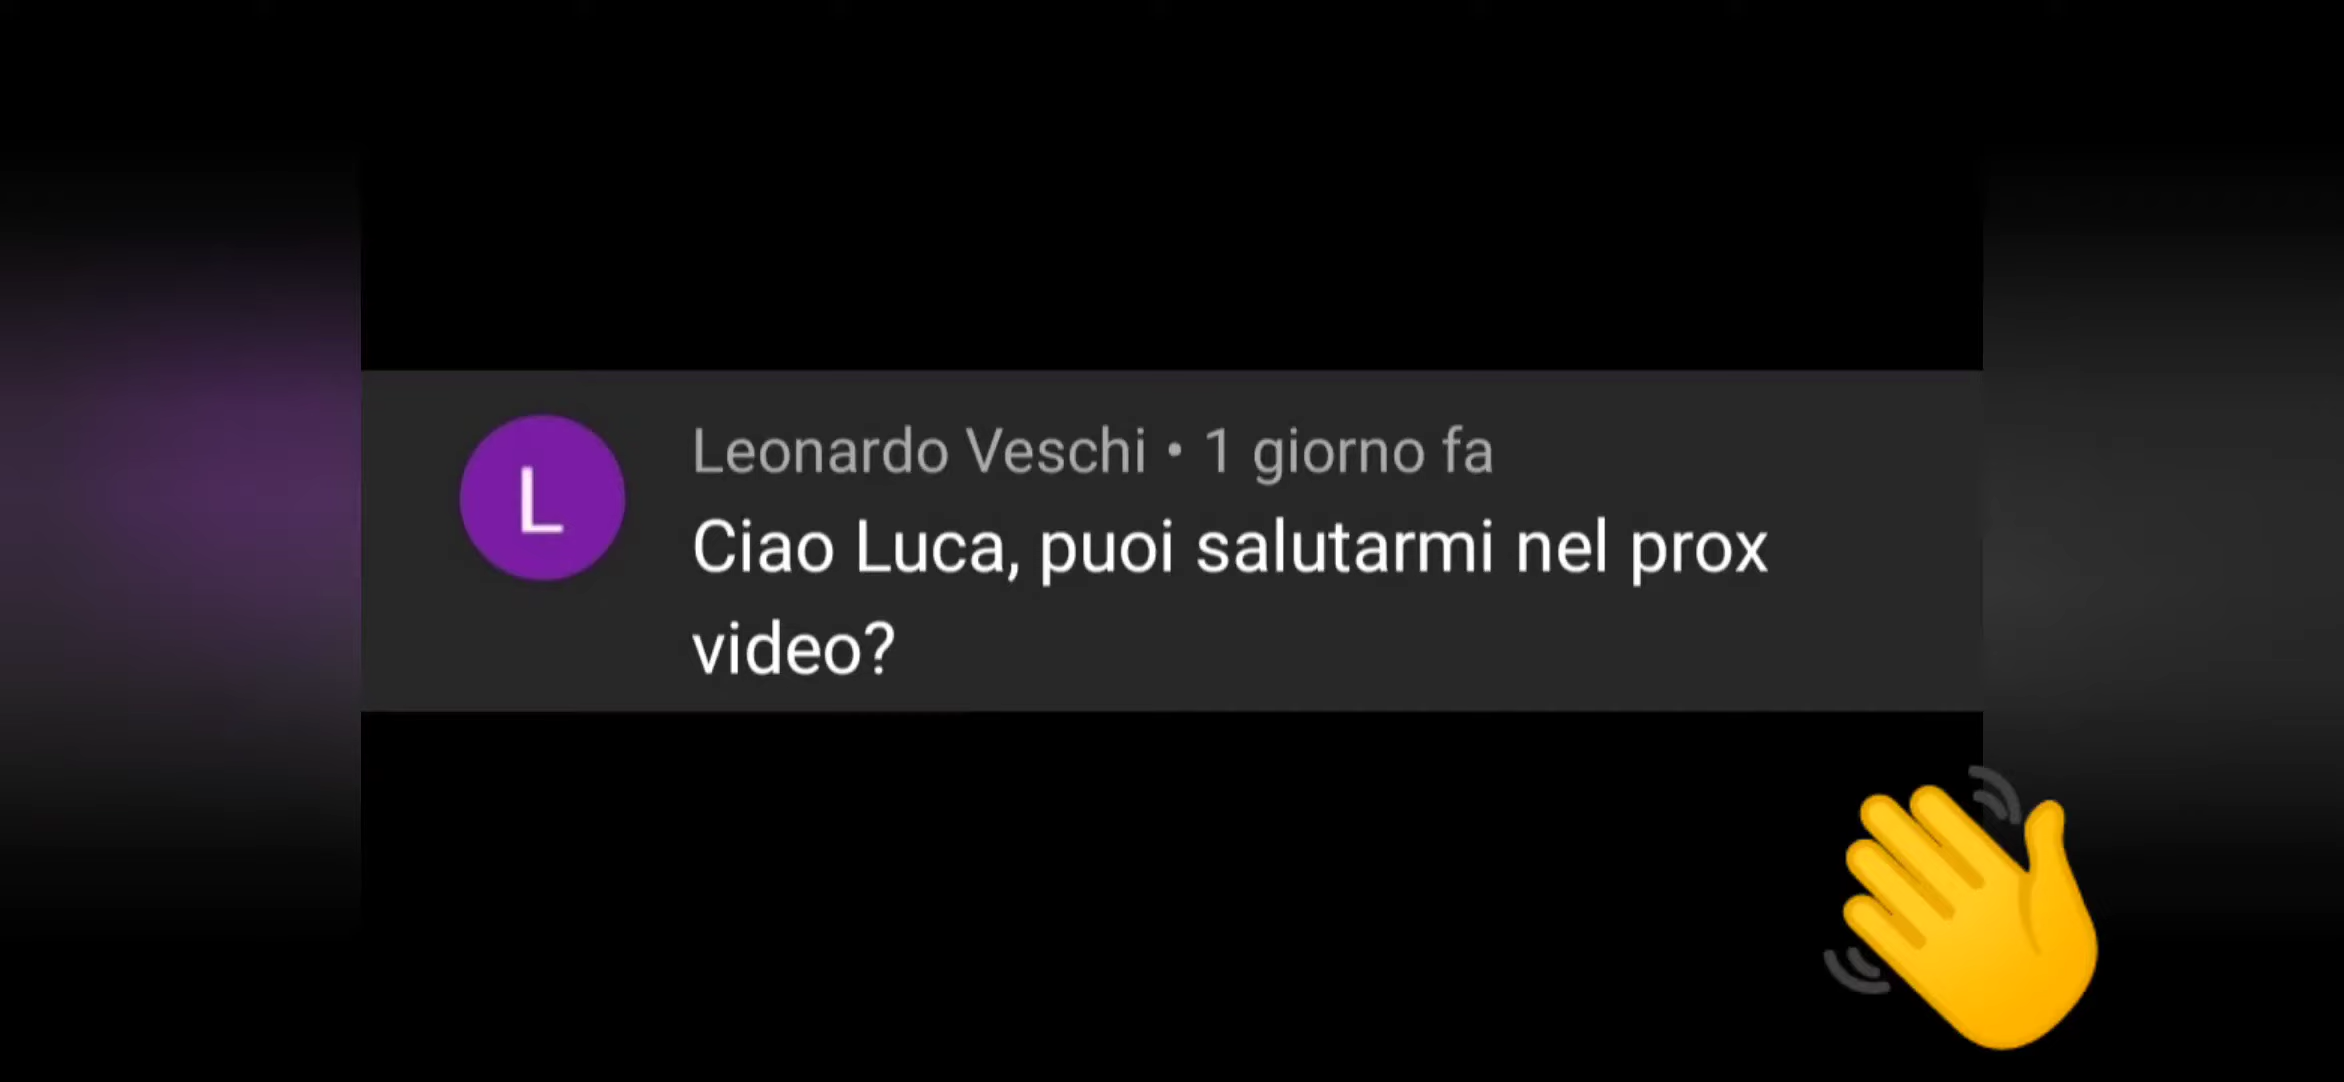 L
Leonardo Veschi • 1 giorno fa
Ciao Luca, puoi salutarmi nel prox
video?